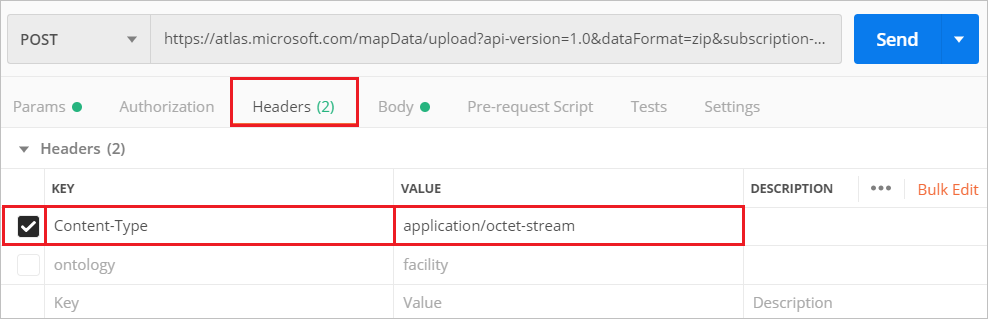 POST https://atlas.microsoft.com/mapData/upload?api-version=1.0&dataFormat=zip&subscription-... Send
Params Authorization Headers (2) Body Pre-request Script Tests Settings
Headers (2)
KEY VALUE DESCRIPTION ••• Bulk Edit
Content-Type application/octet-stream
ontology facility
Key Value Description